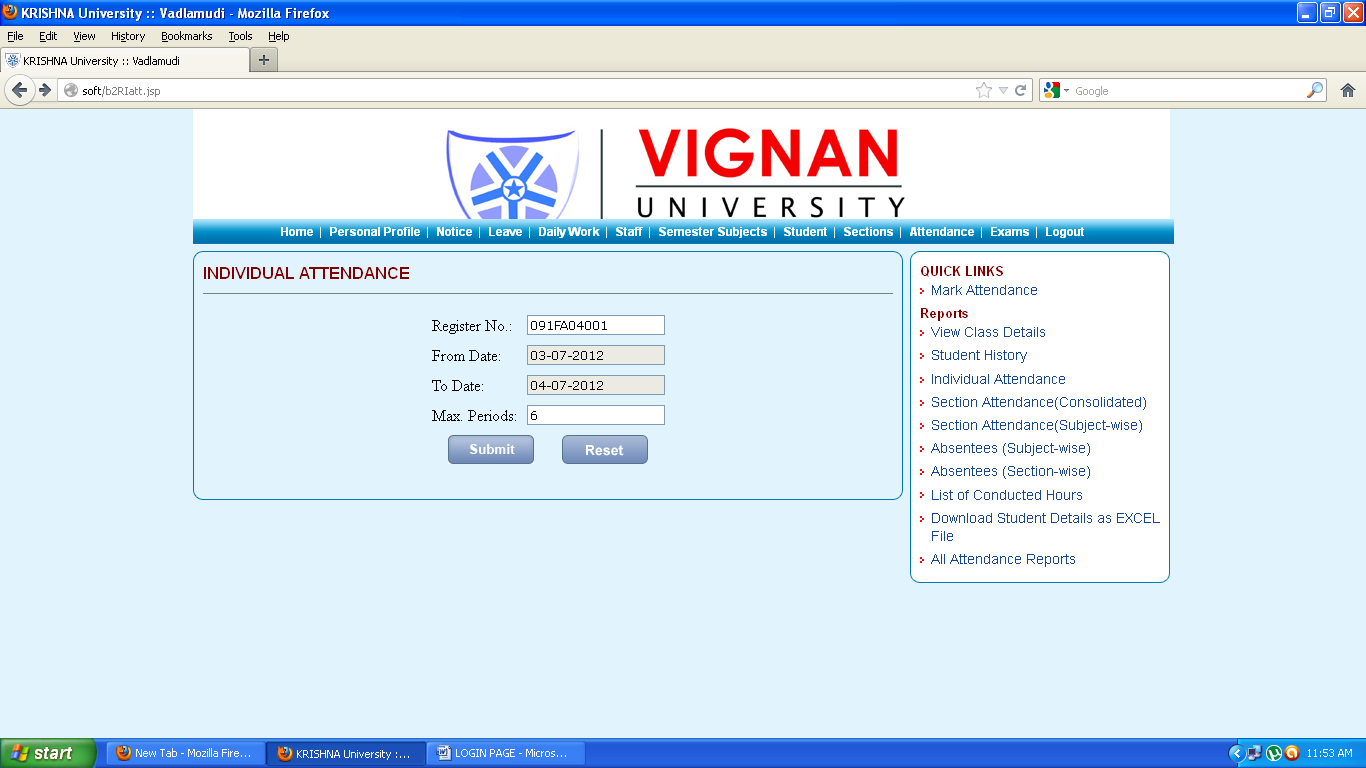 KRISHNA University :: Vadlamudi - Mozilla Firefox
File Edit View History Bookmarks Tools Help
KRISHNA University :: Vadlamudi
soft/b2RIatt.jsp
Google
VIGNAN
UNIVERSITY
Home | Personal Profile | Notice | Leave | Daily Work | Staff | Semester Subjects | Student | Sections | Attendance | Exams | Logout
INDIVIDUAL ATTENDANCE
Register No.: 091FA04001
From Date: 03-07-2012
To Date: 04-07-2012
Max. Periods: 6
Submit Reset
QUICK LINKS
Mark Attendance
Reports
View Class Details
Student History
Individual Attendance
Section Attendance(Consolidated)
Section Attendance(Subject-wise)
Absentees (Subject-wise)
Absentees (Section-wise)
List of Conducted Hours
Download Student Details as EXCEL
File
All Attendance Reports
start New Tab - Mozilla Fire... KRISHNA University :... LOGIN PAGE - Micros... 11:53 AM